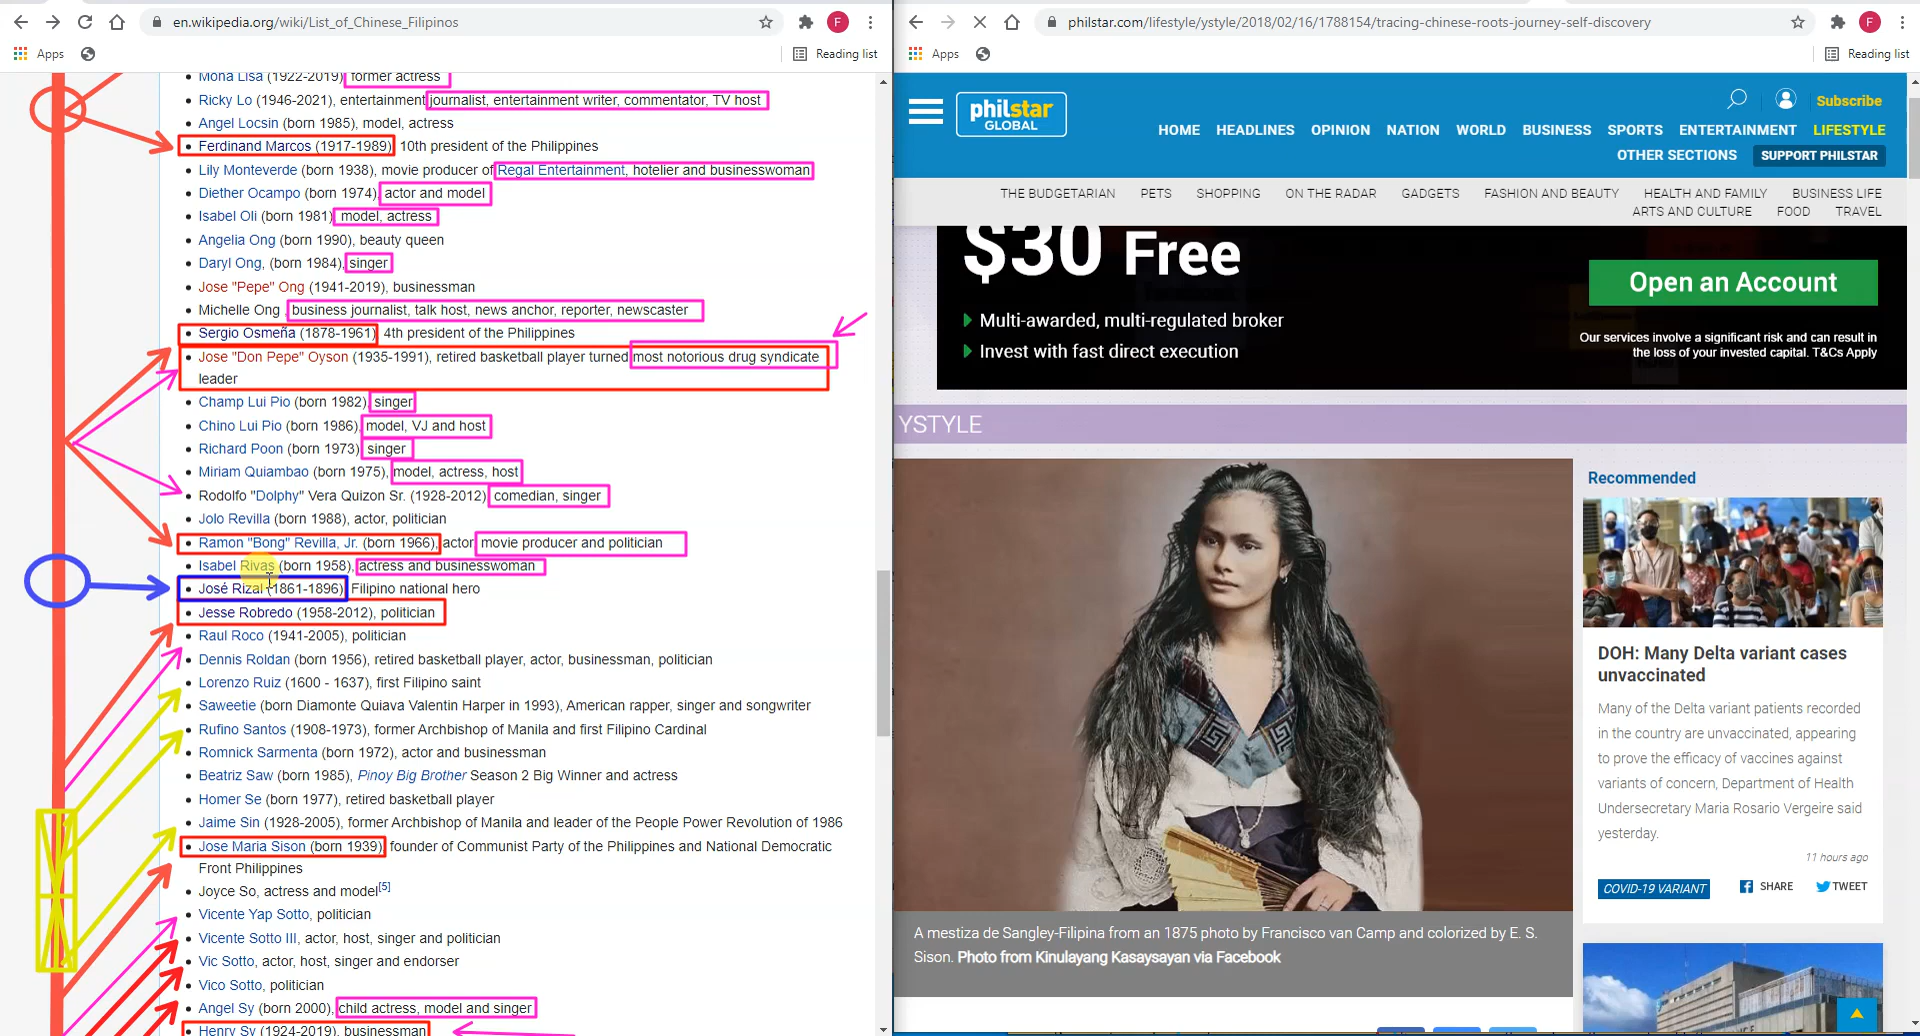 en.wikipedia.org/wiki/List_of_Chinese_Filipinos
Apps
Reading list
Mona Lisa (1922-2019) former actress
Ricky Lo (1946-2021), entertainment journalist, entertainment writer, commentator, TV host
Angel Locsin (born 1985), model, actress
Ferdinand Marcos (1917-1989) 10th president of the Philippines
Lily Monteverde (born 1938), movie producer of Regal Entertainment, hotelier and businesswoman
Diether Ocampo (born 1974), actor and model
Isabel Oli (born 1981) model, actress
Angelia Ong (born 1990), beauty queen
Daryl Ong, (born 1984), singer
Jose "Pepe" Ong (1941-2019), businessman
Michelle Ong business journalist, talk host, news anchor, reporter, newscaster
Sergio Osmeña (1878-1961) 4th president of the Philippines
Jose "Don Pepe" Oyson (1935-1991), retired basketball player turned most notorious drug syndicate
leader
Champ Lui Pio (born 1982) singer
Chino Lui Pio (born 1986) model, VJ and host
Richard Poon (born 1973) singer
Miriam Quiambao (born 1975), model, actress, host
Rodolfo "Dolphy" Vera Quizon Sr. (1928-2012) comedian, singer
Jolo Revilla (born 1988), actor, politician
Ramon "Bong" Revilla, Jr. (born 1966), actor movie producer and politician
Isabel Rivas (born 1958), actress and businesswoman
José Rizal (1861-1896) Filipino national hero
Jesse Robredo (1958-2012), politician
Raul Roco (1941-2005), politician
Dennis Roldan (born 1956), retired basketball player, actor, businessman, politician
Lorenzo Ruiz (1600 - 1637), first Filipino saint
Saweetie (born Diamonte Quiava Valentin Harper in 1993), American rapper, singer and songwriter
Rufino Santos (1908-1973), former Archbishop of Manila and first Filipino Cardinal
Romnick Sarmenta (born 1972), actor and businessman
Beatriz Saw (born 1985), Pinoy Big Brother Season 2 Big Winner and actress
Homer Se (born 1977), retired basketball player
Jaime Sin (1928-2005), former Archbishop of Manila and leader of the People Power Revolution of 1986
Jose Maria Sison (born 1939) founder of Communist Party of the Philippines and National Democratic
Front Philippines
Joyce So, actress and model[5]
Vicente Yap Sotto, politician
Vicente Sotto III, actor, host, singer and politician
Vic Sotto, actor, host, singer and endorser
Vico Sotto, politician
Angel Sy (born 2000), child actress, model and singer
Henry Sy (1924-2019), businessman
philstar.com/lifestyle/ystyle/2018/02/16/1788154/tracing-chinese-roots-journey-self-discovery
F
Apps
Reading list
philstar
GLOBAL
Subscribe
HOME HEADLINES OPINION NATION WORLD BUSINESS SPORTS ENTERTAINMENT LIFESTYLE
OTHER SECTIONS SUPPORT PHILSTAR
THE BUDGETARIAN PETS SHOPPING ON THE RADAR GADGETS FASHION AND BEAUTY HEALTH AND FAMILY BUSINESS LIFE
ARTS AND CULTURE FOOD TRAVEL
$30 Free
Multi-awarded, multi-regulated broker
Invest with fast direct execution
Open an Account
Our services involve a significant risk and can result in
the loss of your invested capital. T&Cs Apply
YSTYLE
A mestiza de Sangley-Filipina from an 1875 photo by Francisco van Camp and colorized by E. S.
Sison. Photo from Kinulayang Kasaysayan via Facebook
Recommended
DOH: Many Delta variant cases
unvaccinated
Many of the Delta variant patients recorded
in the country are unvaccinated, appearing
to prove the efficacy of vaccines against
variants of concern, Department of Health
Undersecretary Maria Rosario Vergeire said
yesterday.
11 hours ago
COVID-19 VARIANT
SHARE
TWEET